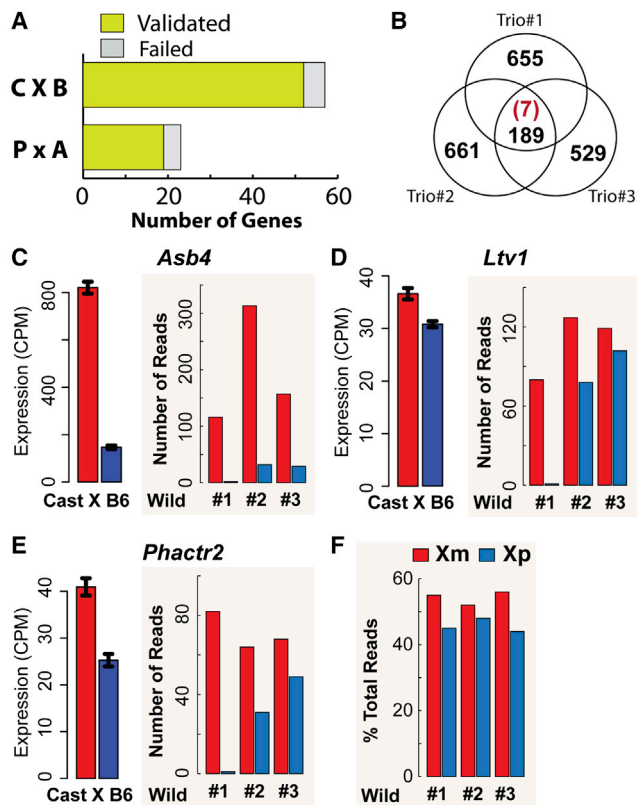 A
Validated
Failed
C X B
P x A
0 20 40 60
Number of Genes
B
Trio#1
655
(7)
189
661
529
Trio#2
Trio#3
C
Asb4
Expression (CPM)
0 400 800
Cast X B6
Number of Reads
0 100 200 300
Wild #1 #2 #3
D
Ltv1
Expression (CPM)
0 10 20 30 40
Cast X B6
Number of Reads
0 60 120
Wild #1 #2 #3
E
Phactr2
Expression (CPM)
0 10 20 30 40
Cast X B6
Number of Reads
0 40 80
Wild #1 #2 #3
F
Xm Xp
% Total Reads
0 20 40 60
Wild #1 #2 #3